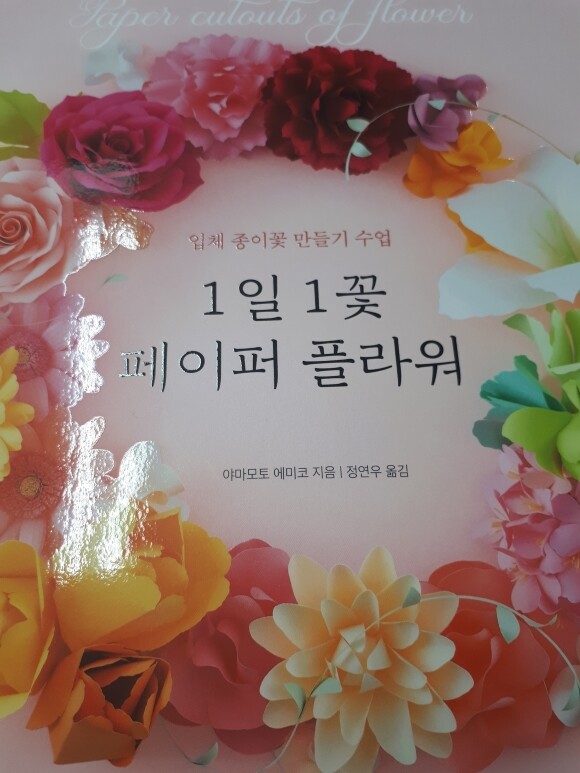 Paper cutouts of flower
입체 종이꽃 만들기 수업
1일 1꽃
페이퍼 플라워
야마모토 에미코 지음 | 정연우 옮김